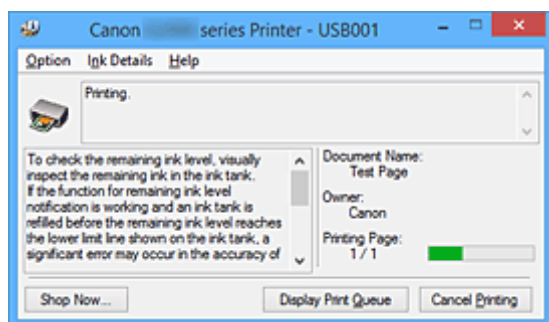 Canon series Printer - USB001
Option Ink Details Help
Printing.
To check the remaining ink level, visually
inspect the remaining ink in the ink tank.
If the function for remaining ink level
notification is working and an ink tank is
refilled before the remaining ink level reaches
the lower limit line shown on the ink tank, a
significant error may occur in the accuracy of
Document Name:
Test Page
Owner:
Canon
Printing Page:
1 / 1
Shop Now... Display Print Queue Cancel Printing